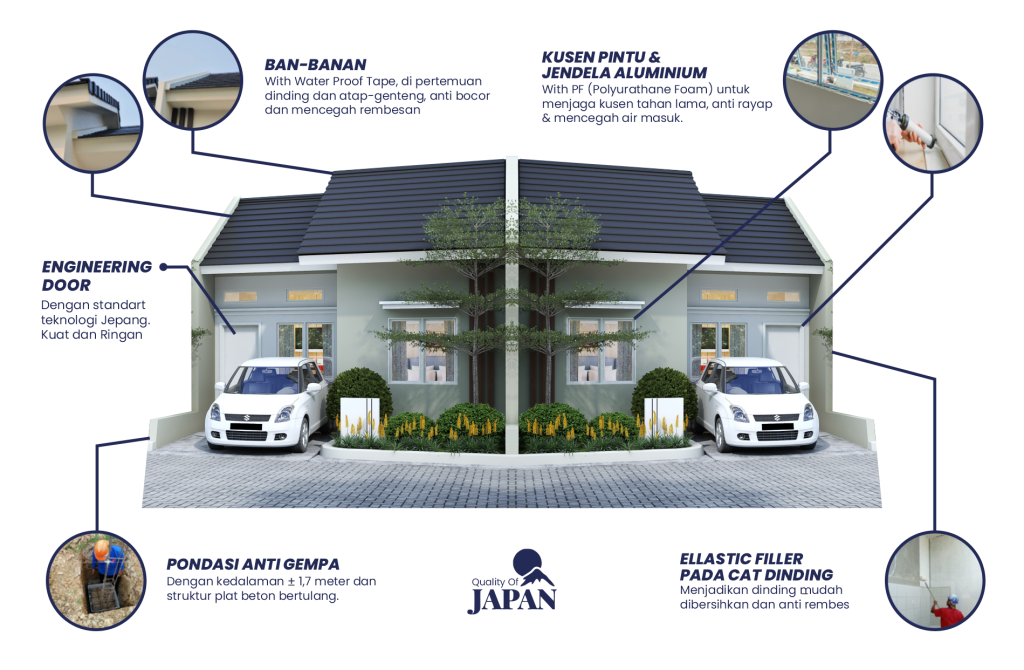 BAN-BANAN
With Water Proof Tape, di pertemuan
dinding dan atap-genteng, anti bocor
dan mencegah rembesan
KUSEN PINTU &
JENDELA ALUMINIUM
With PF (Polyurathane Foam) untuk
menjaga kusen tahan lama, anti rayap
& mencegah air masuk.
ENGINEERING
DOOR
Dengan standart
teknologi Jepang.
Kuat dan Ringan
PONDASI ANTI GEMPA
Dengan kedalaman ± 1,7 meter dan
struktur plat beton bertulang.
Quality Of
JAPAN
ELLASTIC FILLER
PADA CAT DINDING
Menjadikan dinding mudah
dibersihkan dan anti rembes